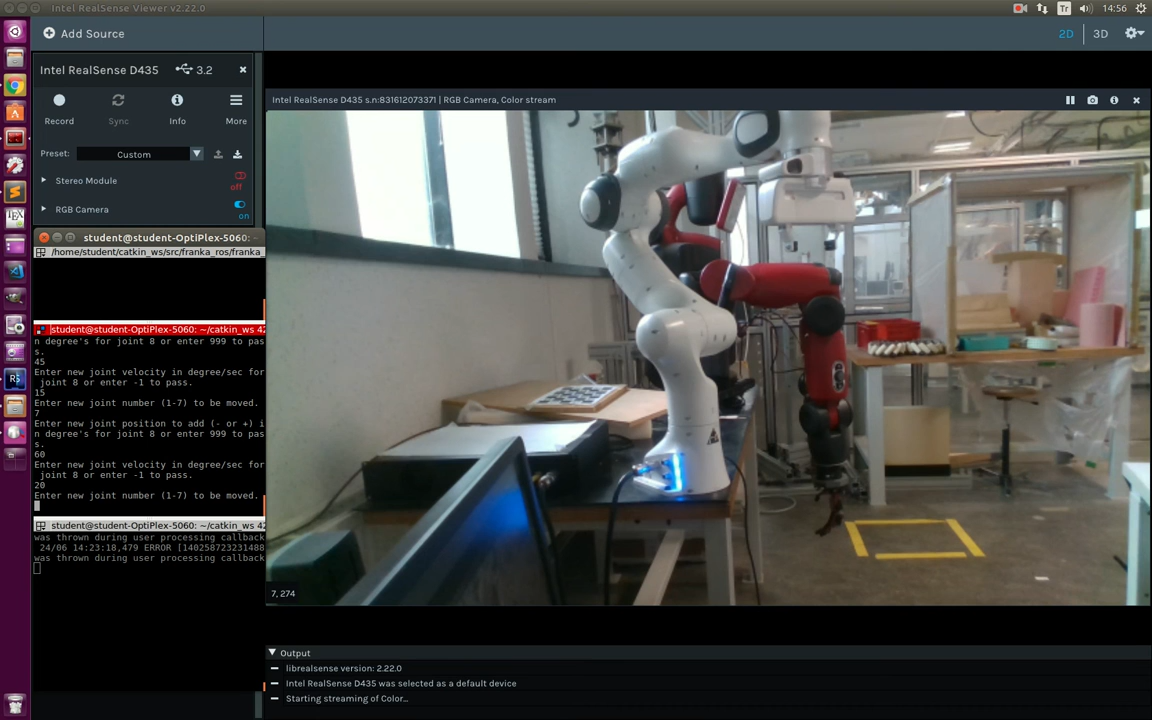 Intel RealSense Viewer v2.22.0
Tr
14:56
Add Source
2D
3D
Intel RealSense D435
3.2
Record
Sync
Info
More
Preset:
Custom
Stereo Module
off
RGB Camera
on
Intel RealSense D435 s.n:831612073371 | RGB Camera, Color stream
student@student-OptiPlex-5060: ~
/home/student/catkin_ws/src/franka_ros/franka_
student@student-OptiPlex-5060: ~/catkin_ws 42
n degree's for joint 8 or enter 999 to pas
s.
45
Enter new joint velocity in degree/sec for
joint 8 or enter -1 to pass.
15
Enter new joint number (1-7) to be moved.
7
Enter new joint position to add (- or +) i
n degree's for joint 8 or enter 999 to pas
s.
60
Enter new joint velocity in degree/sec for
joint 8 or enter -1 to pass.
20
Enter new joint number (1-7) to be moved.
student@student-OptiPlex-5060: ~/catkin_ws 42
was thrown during user processing callback
24/06 14:23:18,479 ERROR [140258723231488
was thrown during user processing callback
7, 274
Output
librealsense version: 2.22.0
Intel RealSense D435 was selected as a default device
Starting streaming of Color...